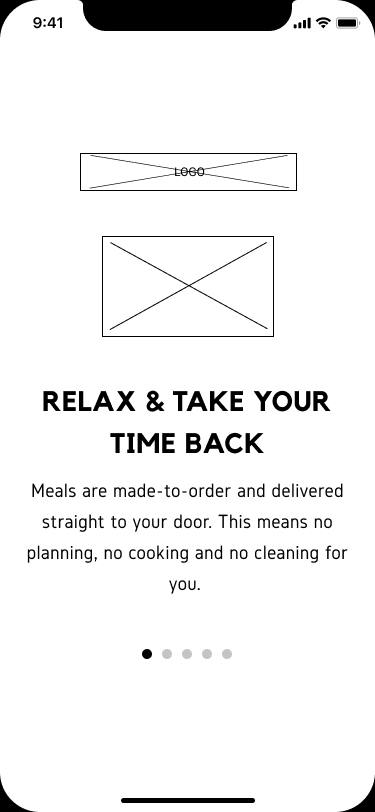 9:41
LOGO
RELAX & TAKE YOUR
TIME BACK
Meals are made-to-order and delivered
straight to your door. This means no
planning, no cooking and no cleaning for
you.